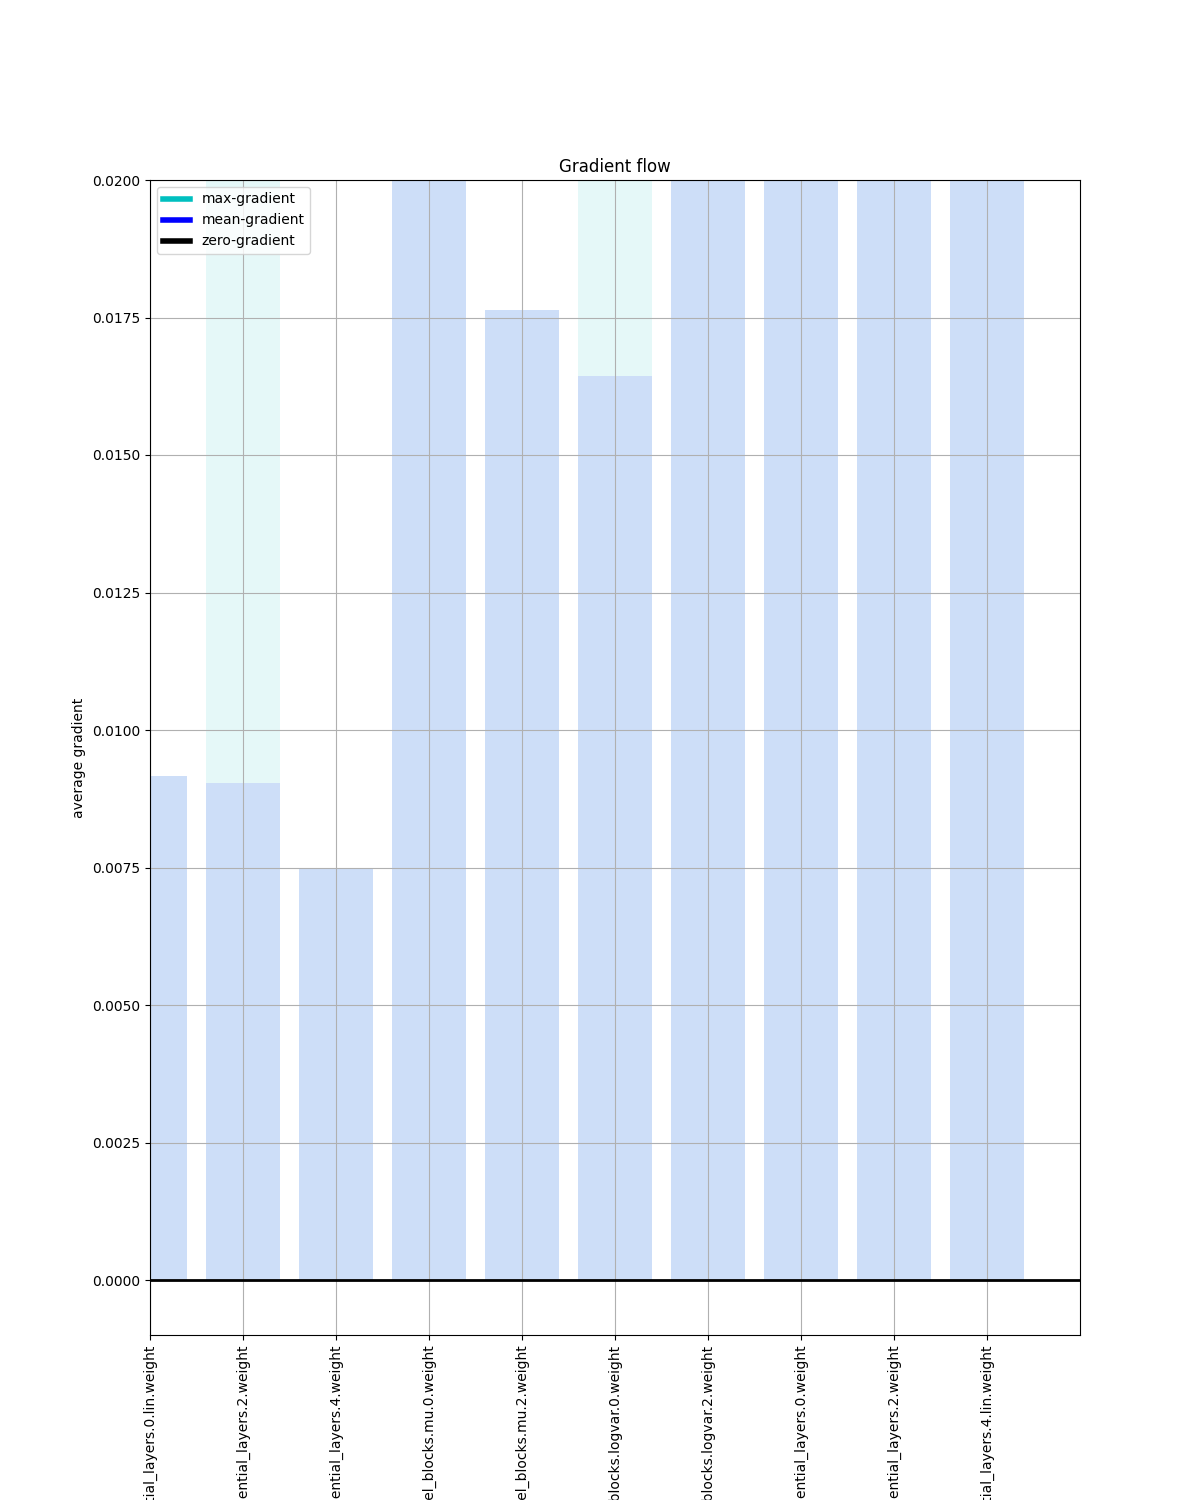 Gradient flow
max-gradient
mean-gradient
zero-gradient
average gradient
0.0200
0.0175
0.0150
0.0125
0.0100
0.0075
0.0050
0.0025
0.0000
tial_layers.0.lin.weight
ential_layers.2.weight
ential_layers.4.weight
el_blocks.mu.0.weight
el_blocks.mu.2.weight
blocks.logvar.0.weight
blocks.logvar.2.weight
ential_layers.0.weight
ential_layers.2.weight
tial_layers.4.lin.weight